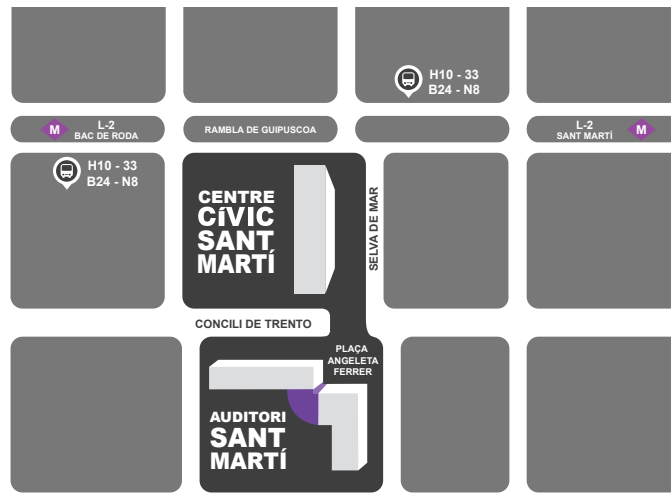 H10 - 33
B24 - N8
M
L-2
BAC DE RODA
RAMBLA DE GUIPUSCOA
L-2
SANT MARTÍ
M
H10 - 33
B24 - N8
CENTRE
CÍVIC
SANT
MARTÍ
SELVA DE MAR
CONCILI DE TRENTO
PLAÇA
ANGELETA
FERRER
AUDITORI
SANT
MARTÍ